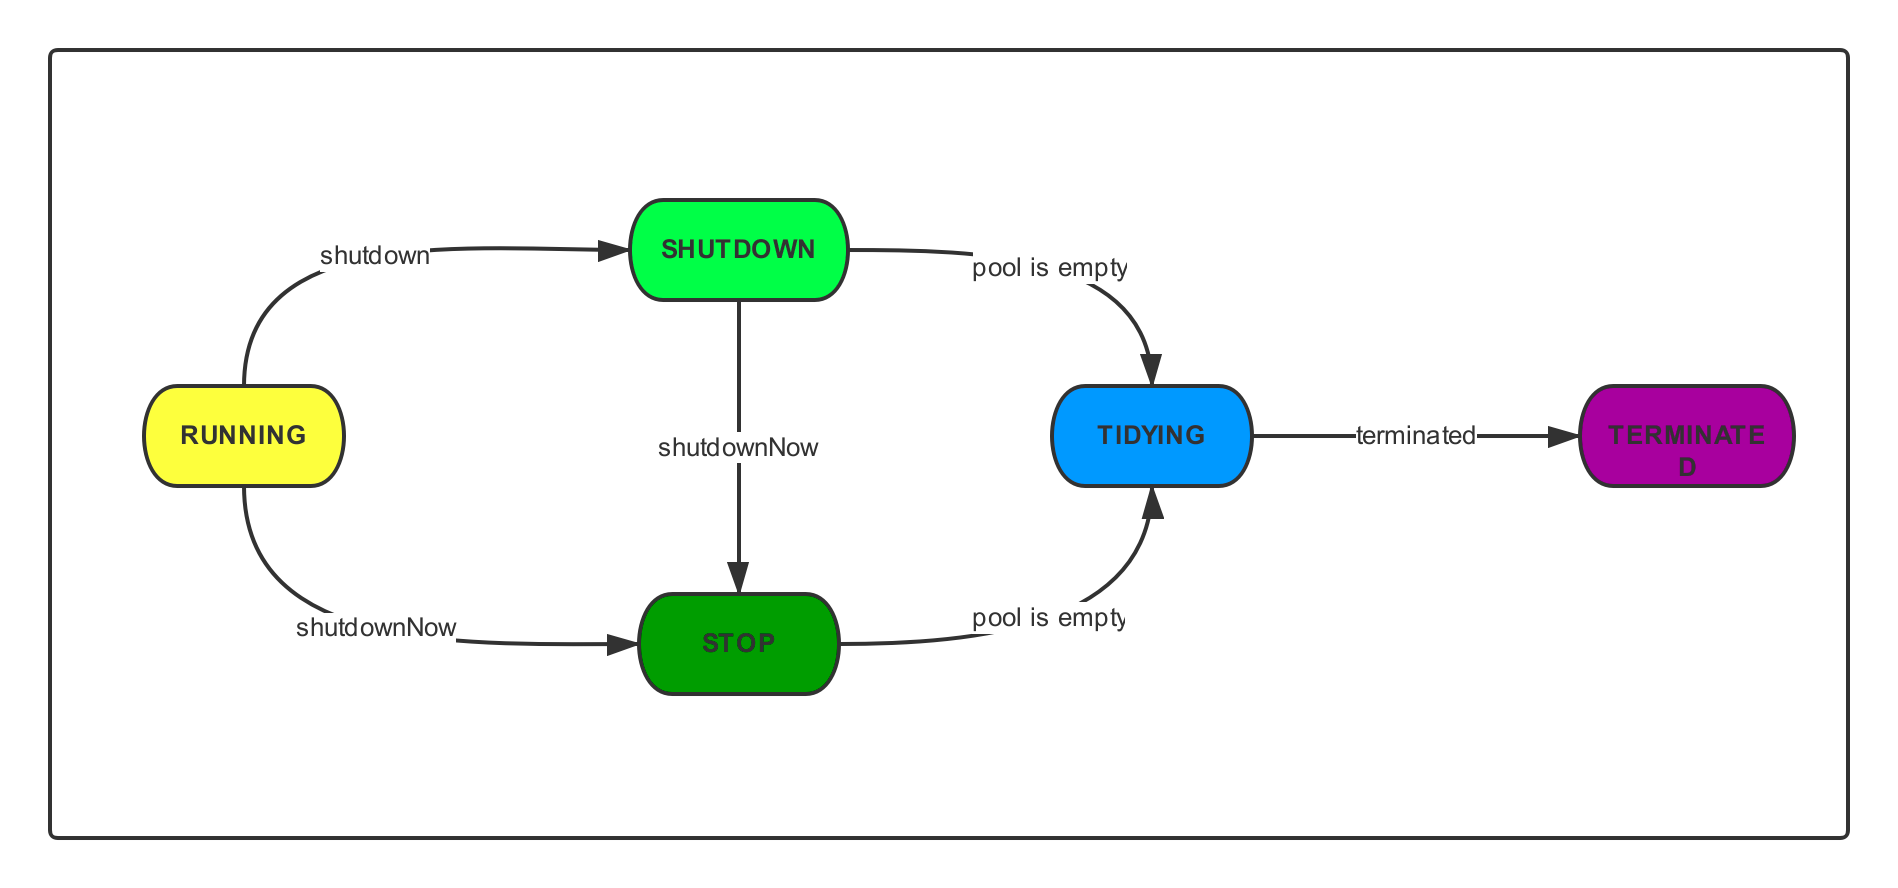 shutdown
SHUTDOWN
pool is empty
RUNNING
shutdownNow
TIDYING
terminated
TERMINATE
D
shutdownNow
STOP
pool is empty